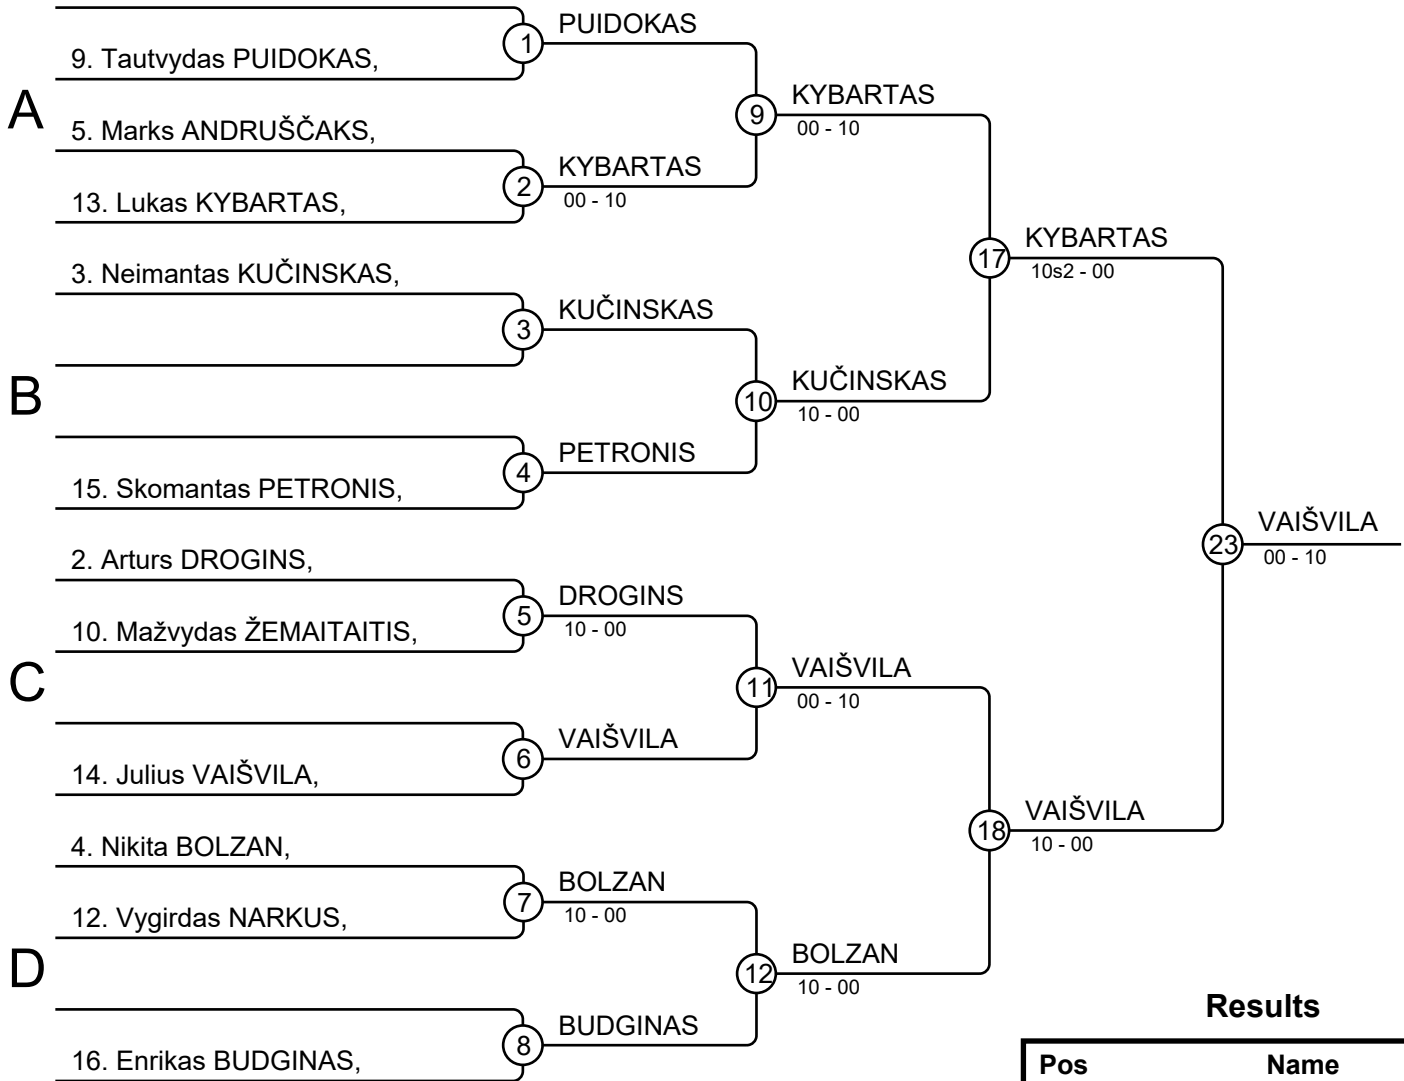 PUIDOKAS
1
9. Tautvydas PUIDOKAS,
A
KYBARTAS
9
00 - 10
5. Marks ANDRUŠČAKS,
KYBARTAS
2
00 - 10
13. Lukas KYBARTAS,
KYBARTAS
17
10s2 - 00
3. Neimantas KUČINSKAS,
KUČINSKAS
3
B
KUČINSKAS
10
10 - 00
PETRONIS
4
15. Skomantas PETRONIS,
VAIŠVILA
23
00 - 10
2. Arturs DROGINS,
DROGINS
5
10 - 00
10. Mažvydas ŽEMAITAITIS,
C
VAIŠVILA
11
00 - 10
VAIŠVILA
6
14. Julius VAIŠVILA,
VAIŠVILA
18
10 - 00
4. Nikita BOLZAN,
BOLZAN
7
10 - 00
12. Vygirdas NARKUS,
D
BOLZAN
12
10 - 00
BUDGINAS
8
16. Enrikas BUDGINAS,
Results
Pos Name